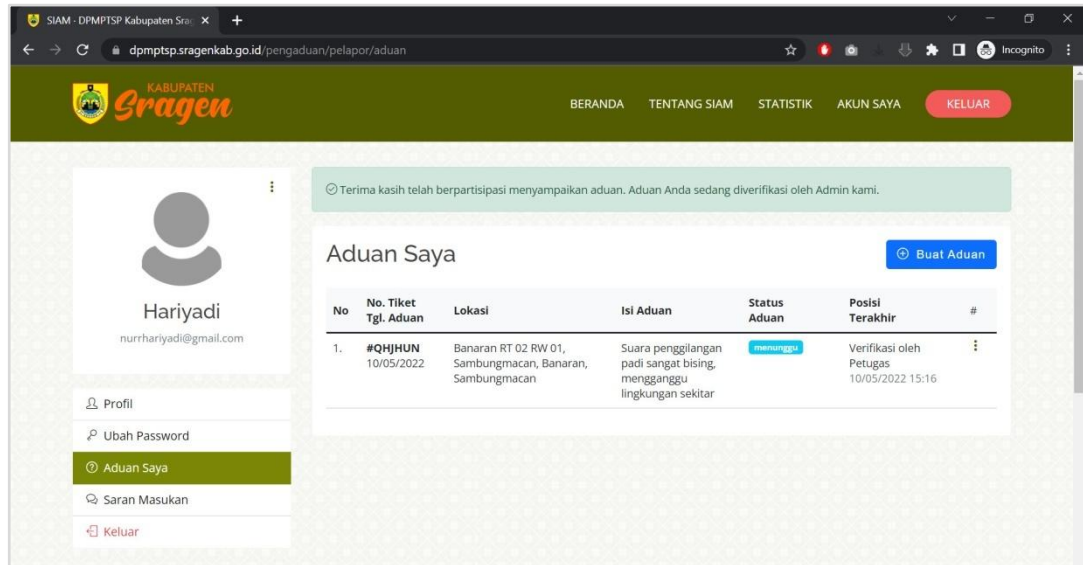 SIAM - DPMPTSP Kabupaten Srag
dpmptsp.sragenkab.go.id/pengaduan/pelapor/aduan
Incognito
KABUPATEN
Sragen
BERANDA TENTANG SIAM STATISTIK AKUN SAYA KELUAR
Hariyadi
nurrhariyadi@gmail.com
Profil
Ubah Password
Aduan Saya
Saran Masukan
Keluar
Terima kasih telah berpartisipasi menyampaikan aduan. Aduan Anda sedang diverifikasi oleh Admin kami.
Aduan Saya
Buat Aduan
No No. Tiket Lokasi Isi Aduan Status Posisi #
Tgl. Aduan Aduan Terakhir
1. #QHJHUN Banaran RT 02 RW 01, Suara penggilangan menunggu Verifikasi oleh
10/05/2022 Sambungmacan, Banaran, padi sangat bising, Petugas
Sambungmacan mengganggu 10/05/2022 15:16
lingkungan sekitar